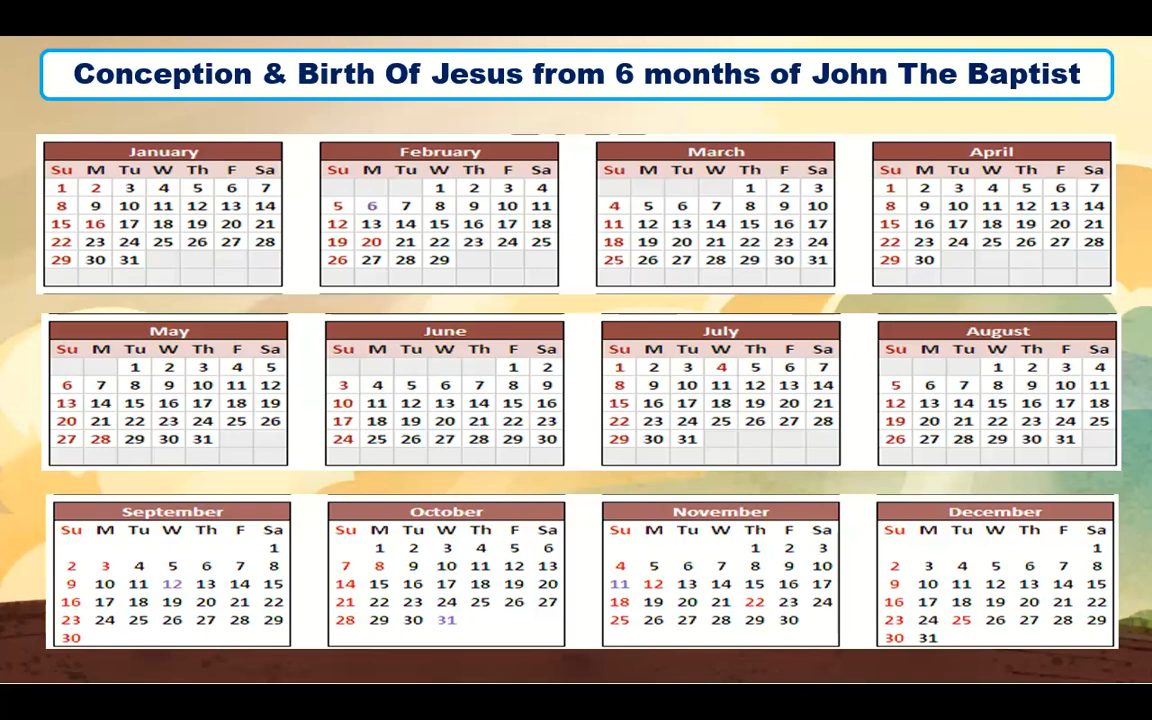 Conception & Birth Of Jesus from 6 months of John The Baptist
January
Su M Tu W Th F Sa
1 2 3 4 5 6 7
8 9 10 11 12 13 14
15 16 17 18 19 20 21
22 23 24 25 26 27 28
29 30 31
February
Su M Tu W Th F Sa
1 2 3 4
5 6 7 8 9 10 11
12 13 14 15 16 17 18
19 20 21 22 23 24 25
26 27 28 29
March
Su M Tu W Th F Sa
1 2 3
4 5 6 7 8 9 10
11 12 13 14 15 16 17
18 19 20 21 22 23 24
25 26 27 28 29 30 31
April
Su M Tu W Th F Sa
1 2 3 4 5 6 7
8 9 10 11 12 13 14
15 16 17 18 19 20 21
22 23 24 25 26 27 28
29 30
May
Su M Tu W Th F Sa
1 2 3 4 5
6 7 8 9 10 11 12
13 14 15 16 17 18 19
20 21 22 23 24 25 26
27 28 29 30 31
June
Su M Tu W Th F Sa
1 2
3 4 5 6 7 8 9
10 11 12 13 14 15 16
17 18 19 20 21 22 23
24 25 26 27 28 29 30
July
Su M Tu W Th F Sa
1 2 3 4 5 6 7
8 9 10 11 12 13 14
15 16 17 18 19 20 21
22 23 24 25 26 27 28
29 30 31
August
Su M Tu W Th F Sa
1 2 3 4
5 6 7 8 9 10 11
12 13 14 15 16 17 18
19 20 21 22 23 24 25
26 27 28 29 30 31
September
Su M Tu W Th F Sa
1
2 3 4 5 6 7 8
9 10 11 12 13 14 15
16 17 18 19 20 21 22
23 24 25 26 27 28 29
30
October
Su M Tu W Th F Sa
1 2 3 4 5 6
7 8 9 10 11 12 13
14 15 16 17 18 19 20
21 22 23 24 25 26 27
28 29 30 31
November
Su M Tu W Th F Sa
1 2 3
4 5 6 7 8 9 10
11 12 13 14 15 16 17
18 19 20 21 22 23 24
25 26 27 28 29 30
December
Su M Tu W Th F Sa
1
2 3 4 5 6 7 8
9 10 11 12 13 14 15
16 17 18 19 20 21 22
23 24 25 26 27 28 29
30 31